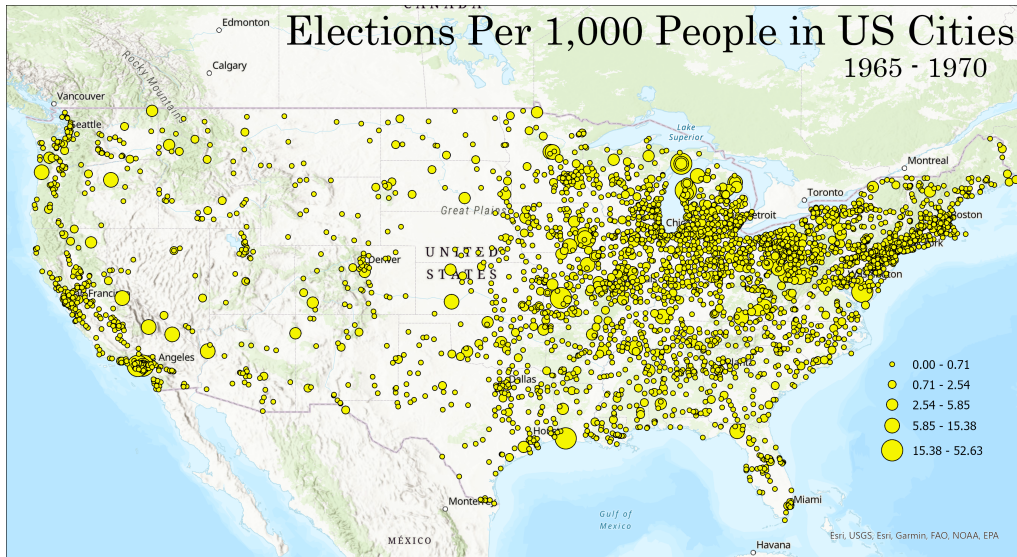 CANADA
Elections Per 1,000 People in US Cities
1965 - 1970
Edmonton
Calgary
Rocky Mountains
Vancouver
Seattle
Lake
Superior
Montreal
Toronto
Detroit
Boston
Great Plains
UNITED
STATES
Denver
Angeles
Dallas
Miami
Monterr
MÉXICO
Gulf of
Mexico
Havana
0.00 - 0.71
0.71 - 2.54
2.54 - 5.85
5.85 - 15.38
15.38 - 52.63
Esri, USGS, Esri, Garmin, FAO, NOAA, EPA